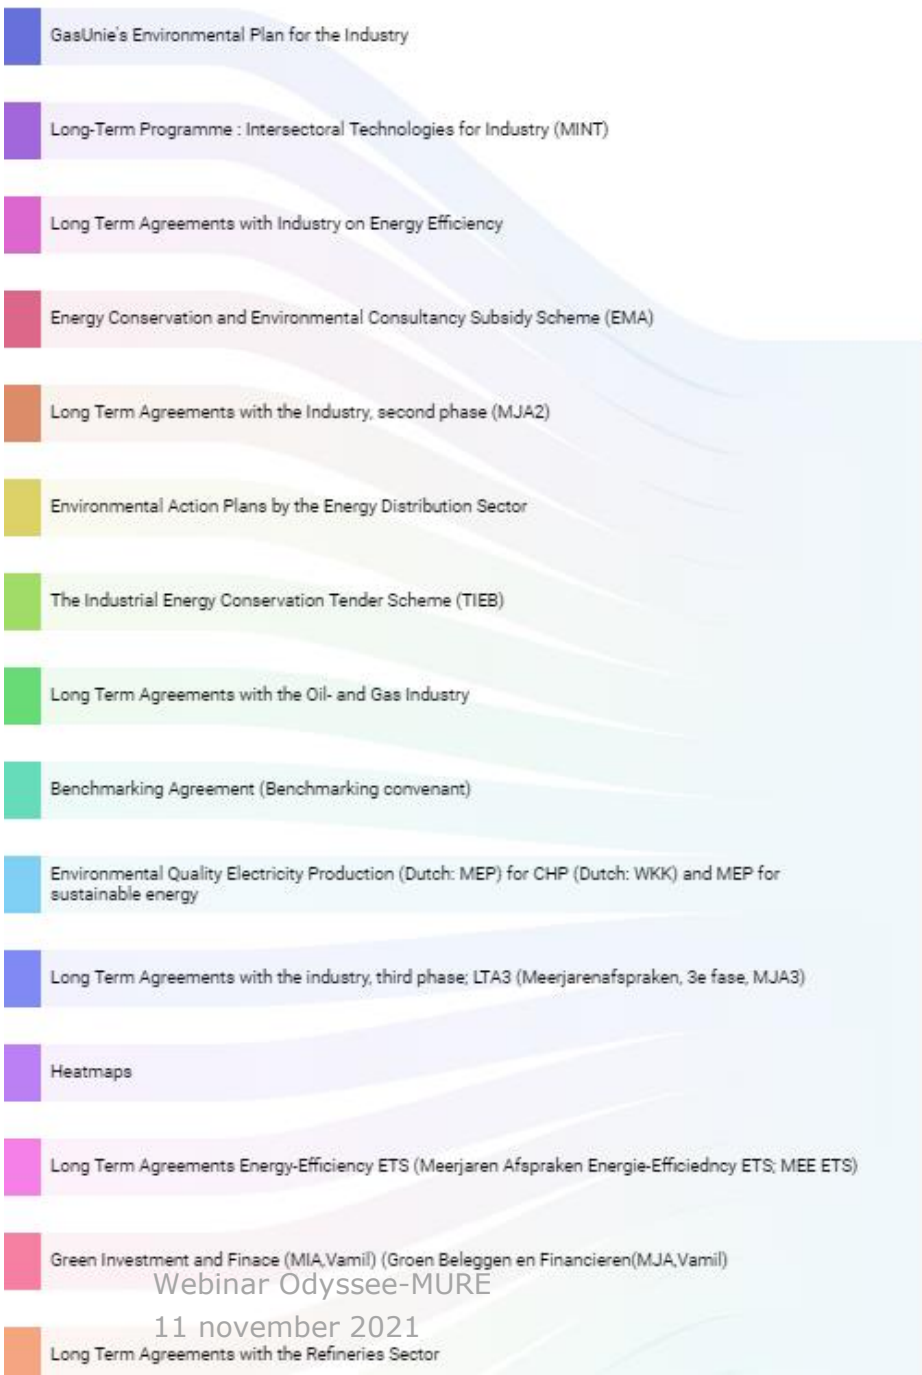 GasUnie's Environmental Plan for the Industry
Long-Term Programme : Intersectoral Technologies for Industry (MINT)
Long Term Agreements with Industry on Energy Efficiency
Energy Conservation and Environmental Consultancy Subsidy Scheme (EMA)
Long Term Agreements with the Industry, second phase (MJA2)
Environmental Action Plans by the Energy Distribution Sector
The Industrial Energy Conservation Tender Scheme (TIEB)
Long Term Agreements with the Oil- and Gas Industry
Benchmarking Agreement (Benchmarking convenant)
Environmental Quality Electricity Production (Dutch: MEP) for CHP (Dutch: WKK) and MEP for
sustainable energy
Long Term Agreements with the industry, third phase; LTA3 (Meerjarenafspraken, 3e fase, MJA3)
Heatmaps
Long Term Agreements Energy-Efficiency ETS (Meerjaren Afspraken Energie-Efficiedncy ETS; MEE ETS)
Green Investment and Finace (MIA,Vamil) (Groen Beleggen en Financieren(MJA,Vamil)
Webinar Odyssee-MURE
11 november 2021
Long Term Agreements with the Refineries Sector